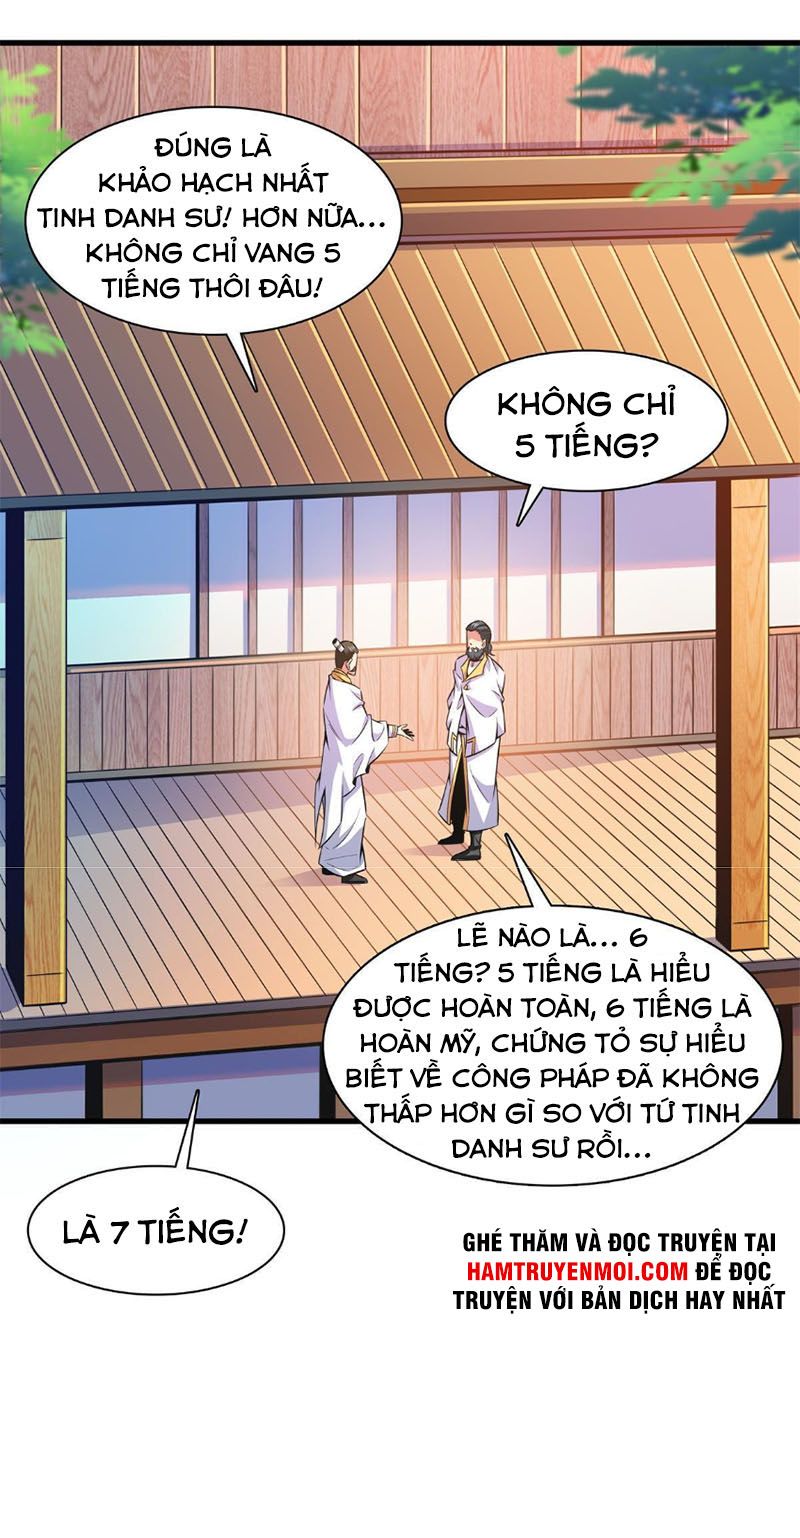 ĐÚNG LÀ
KHẢO HẠCH NHẤT
TINH DANH SƯ! HƠN NỮA...
KHÔNG CHỈ VANG 5
TIẾNG THÔI ĐÂU!
KHÔNG CHỈ
5 TIẾNG?
LẼ NÀO LÀ... 6
TIẾNG? 5 TIẾNG LÀ HIỂU
ĐƯỢC HOÀN TOÀN, 6 TIẾNG LÀ
HOÀN MỸ, CHỨNG TỎ SỰ HIỂU
BIẾT VỀ CÔNG PHÁP ĐÃ KHÔNG
THẤP HƠN GÌ SO VỚI TỨ TINH
DANH SƯ RỒI...
LÀ 7 TIẾNG!
GHÉ THĂM VÀ ĐỌC TRUYỆN TẠI
HAMTRUYENMOI.COM ĐỂ ĐỌC
TRUYỆN VỚI BẢN DỊCH HAY NHẤT